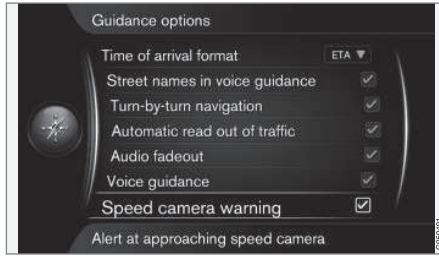 Guidance options
Time of arrival format ETA ▼
Street names in voice guidance
Turn-by-turn navigation
Automatic read out of traffic
Audio fadeout
Voice guidance
Speed camera warning
Alert at approaching speed camera